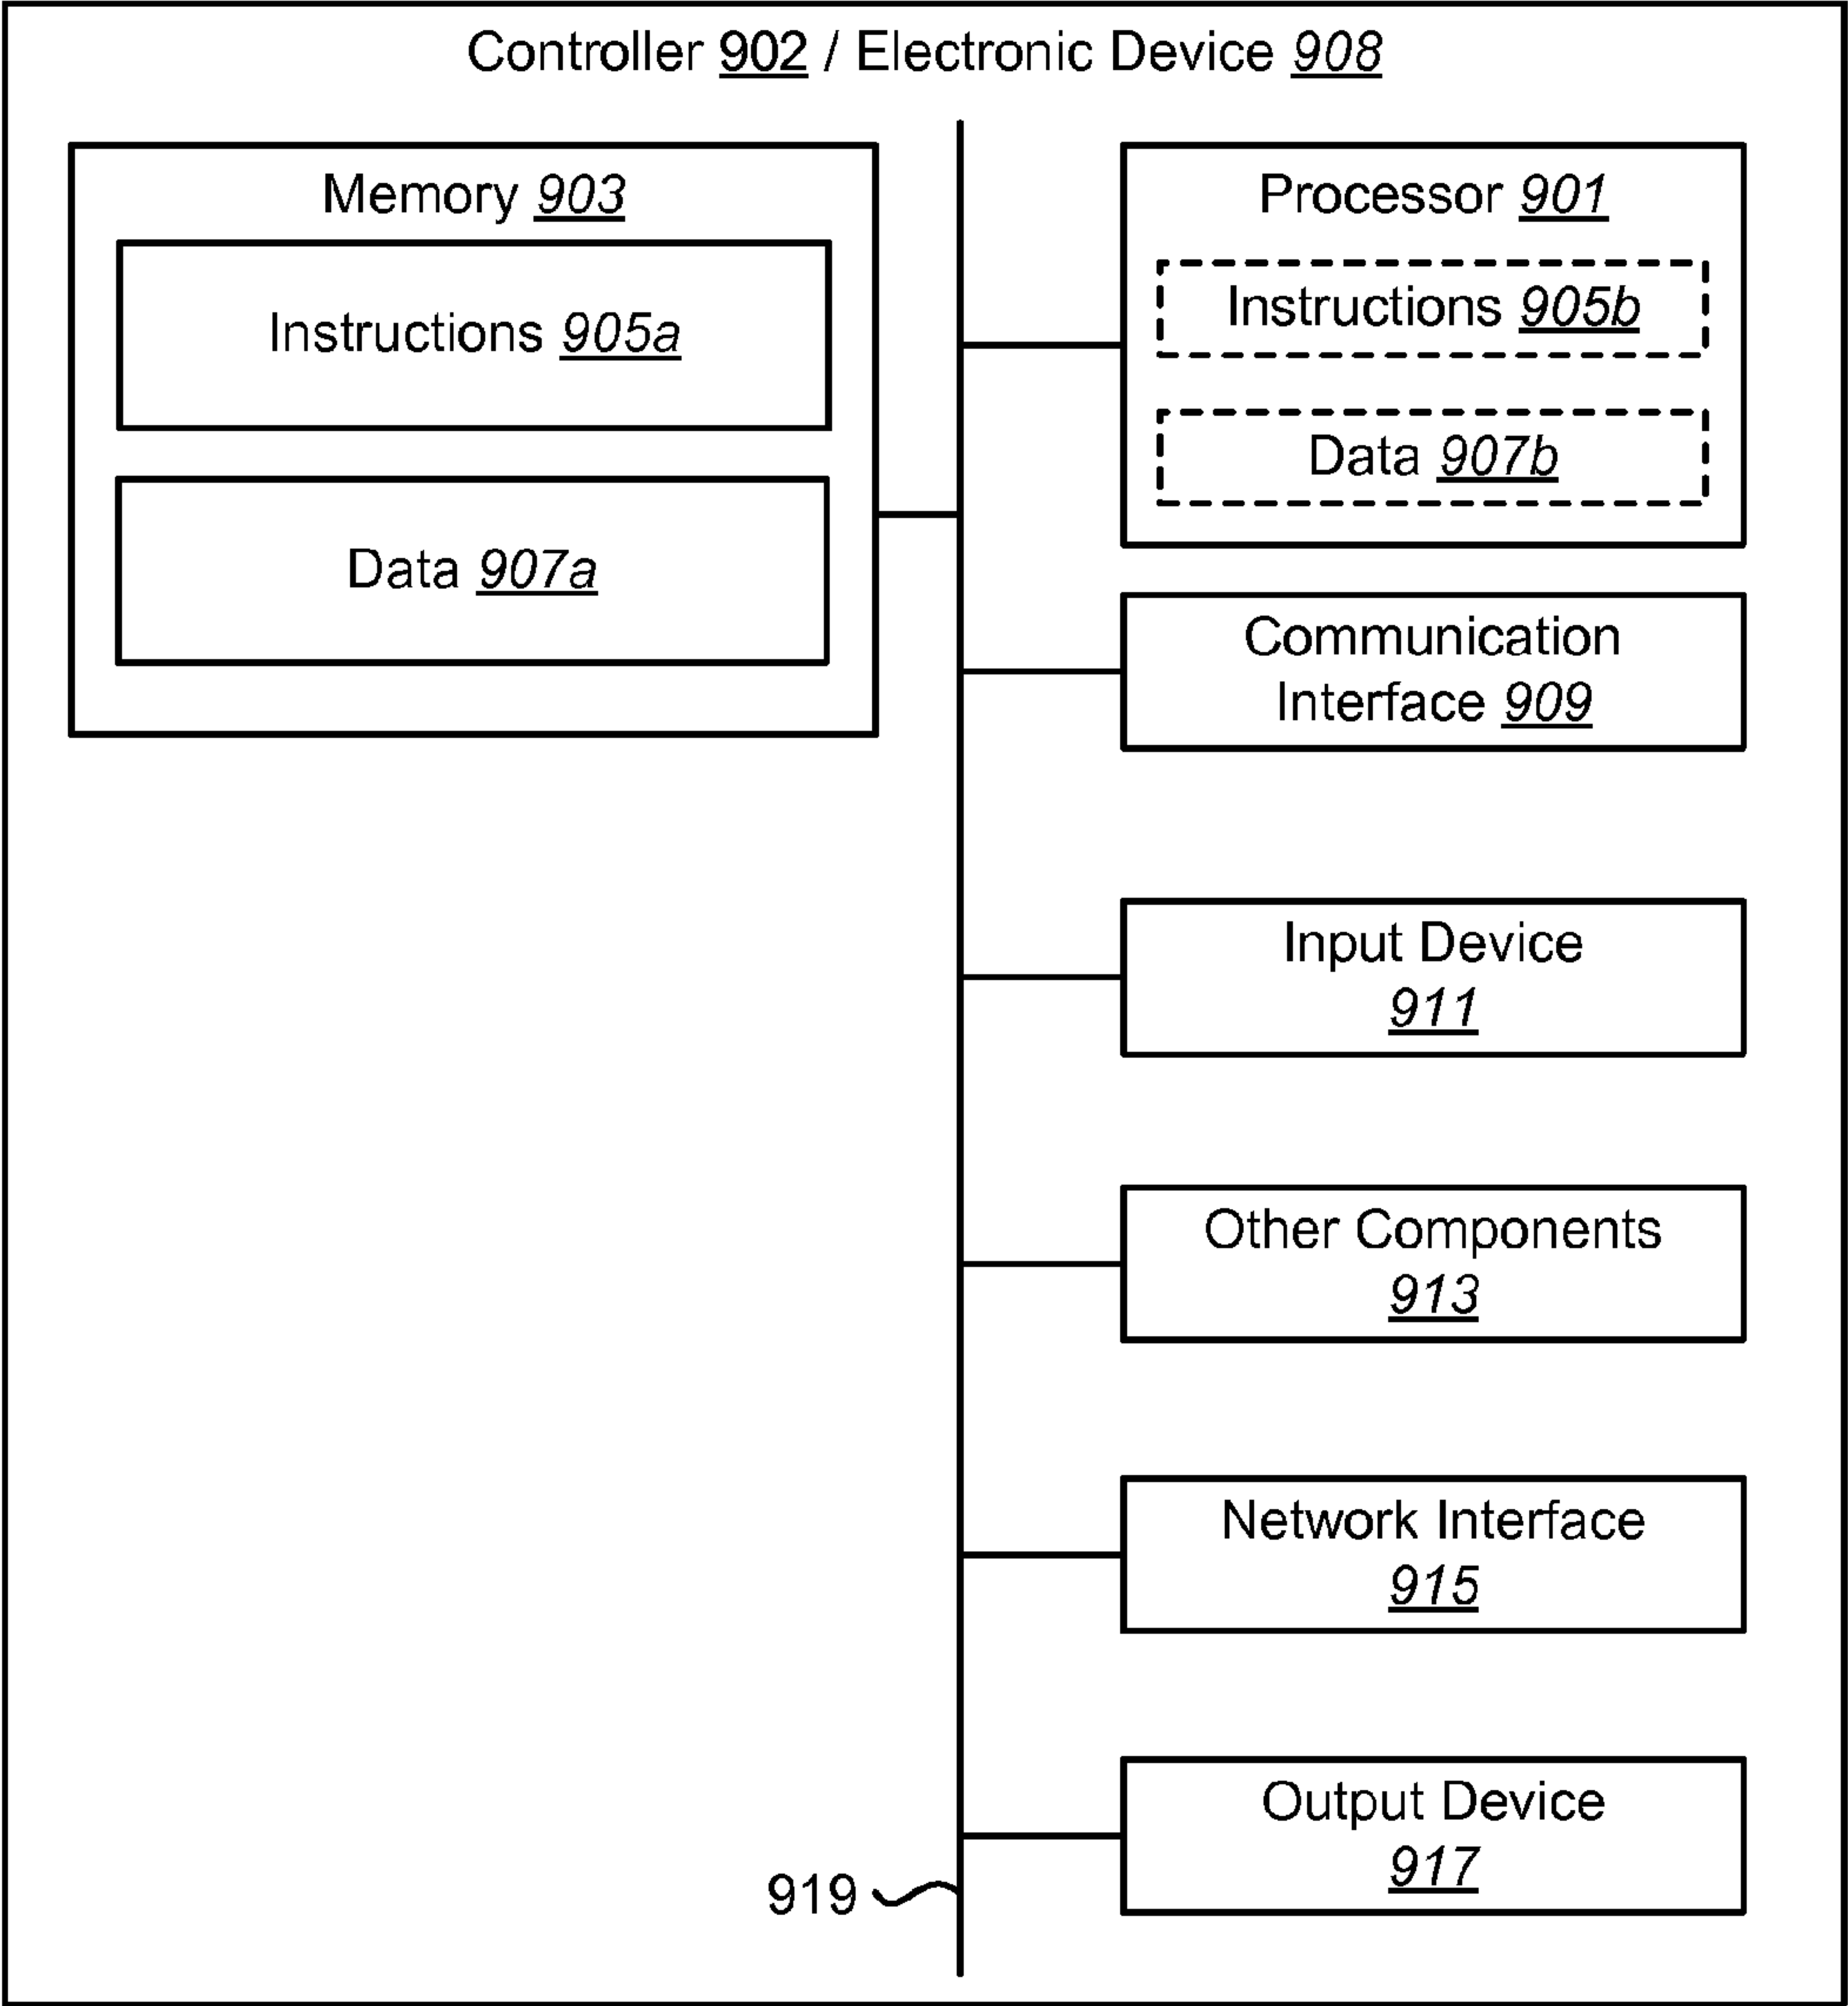 Controller 902 / Electronic Device 908
Memory 903
Instructions 905a
Data 907a
Processor 901
Instructions 905b
Data 907b
Communication
Interface 909
Input Device
911
Other Components
913
Network Interface
915
Output Device
917
919